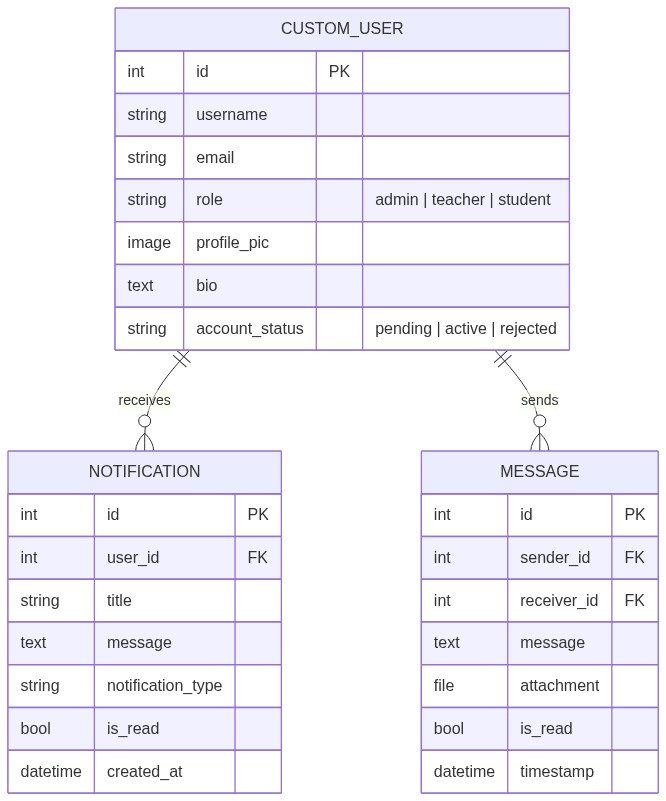 CUSTOM_USER
int id PK
string username
string email
string role admin | teacher | student
image profile_pic
text bio
string account_status pending | active | rejected
receives
sends
NOTIFICATION
int id PK
int user_id FK
string title
text message
string notification_type
bool is_read
datetime created_at
MESSAGE
int id PK
int sender_id FK
int receiver_id FK
text message
file attachment
bool is_read
datetime timestamp